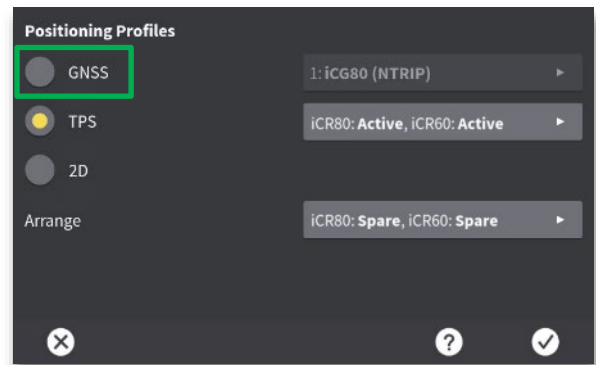 Positioning Profiles
GNSS 1: iCG80 (NTRIP)
TPS iCR80: Active, iCR60: Active
2D
Arrange iCR80: Spare, iCR60: Spare
?